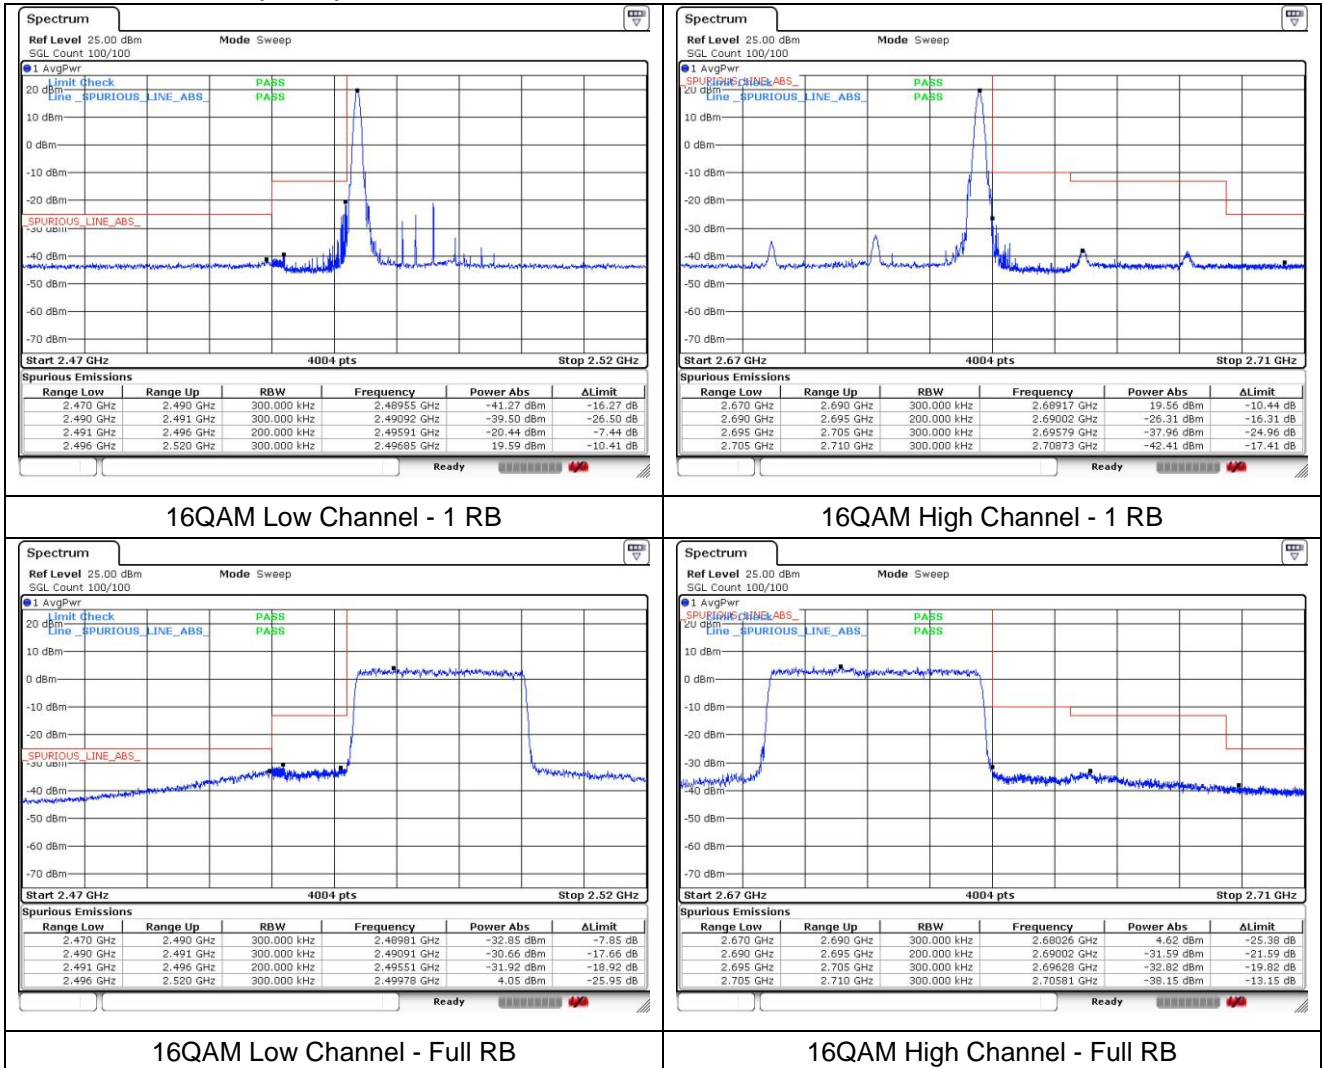 Spectrum
Ref Level 25.00 dBm Mode Sweep
SGL Count 100/100
1 AvgPwr
Limit Check PASS
20 dBm
Line _SPURIOUS_LINE_ABS_ PASS
10 dBm
0 dBm
-10 dBm
-20 dBm
_SPURIOUS_LINE_ABS_
-30 dBm
-40 dBm
-50 dBm
-60 dBm
-70 dBm
Start 2.47 GHz 4004 pts Stop 2.52 GHz
Spurious Emissions
Range Low Range Up RBW Frequency Power Abs ΔLimit
2.470 GHz 2.490 GHz 300.000 kHz 2.48955 GHz -41.27 dBm -16.27 dB
2.490 GHz 2.491 GHz 300.000 kHz 2.49092 GHz -39.50 dBm -26.50 dB
2.491 GHz 2.496 GHz 200.000 kHz 2.49591 GHz -20.44 dBm -7.44 dB
2.496 GHz 2.520 GHz 300.000 kHz 2.49685 GHz 19.59 dBm -10.41 dB
Ready
16QAM Low Channel - 1 RB
Spectrum
Ref Level 25.00 dBm Mode Sweep
SGL Count 100/100
1 AvgPwr
_SPURIOUS_LINE_ABS_
Limit Check PASS
20 dBm
Line _SPURIOUS_LINE_ABS_ PASS
10 dBm
0 dBm
-10 dBm
-20 dBm
-30 dBm
-40 dBm
-50 dBm
-60 dBm
-70 dBm
Start 2.67 GHz 4004 pts Stop 2.71 GHz
Spurious Emissions
Range Low Range Up RBW Frequency Power Abs ΔLimit
2.670 GHz 2.690 GHz 300.000 kHz 2.68917 GHz 19.56 dBm -10.44 dB
2.690 GHz 2.695 GHz 200.000 kHz 2.69002 GHz -26.31 dBm -16.31 dB
2.695 GHz 2.705 GHz 300.000 kHz 2.69579 GHz -37.96 dBm -24.96 dB
2.705 GHz 2.710 GHz 300.000 kHz 2.70873 GHz -42.41 dBm -17.41 dB
Ready
16QAM High Channel - 1 RB
Spectrum
Ref Level 25.00 dBm Mode Sweep
SGL Count 100/100
1 AvgPwr
Limit Check PASS
20 dBm
Line _SPURIOUS_LINE_ABS_ PASS
10 dBm
0 dBm
-10 dBm
-20 dBm
_SPURIOUS_LINE_ABS_
-30 dBm
-40 dBm
-50 dBm
-60 dBm
-70 dBm
Start 2.47 GHz 4004 pts Stop 2.52 GHz
Spurious Emissions
Range Low Range Up RBW Frequency Power Abs ΔLimit
2.470 GHz 2.490 GHz 300.000 kHz 2.48981 GHz -32.85 dBm -7.85 dB
2.490 GHz 2.491 GHz 300.000 kHz 2.49091 GHz -30.66 dBm -17.66 dB
2.491 GHz 2.496 GHz 200.000 kHz 2.49551 GHz -31.92 dBm -18.92 dB
2.496 GHz 2.520 GHz 300.000 kHz 2.49978 GHz 4.05 dBm -25.95 dB
Ready
16QAM Low Channel - Full RB
Spectrum
Ref Level 25.00 dBm Mode Sweep
SGL Count 100/100
1 AvgPwr
_SPURIOUS_LINE_ABS_
Limit Check PASS
20 dBm
Line _SPURIOUS_LINE_ABS_ PASS
10 dBm
0 dBm
-10 dBm
-20 dBm
-30 dBm
-40 dBm
-50 dBm
-60 dBm
-70 dBm
Start 2.67 GHz 4004 pts Stop 2.71 GHz
Spurious Emissions
Range Low Range Up RBW Frequency Power Abs ΔLimit
2.670 GHz 2.690 GHz 300.000 kHz 2.68026 GHz 4.62 dBm -25.38 dB
2.690 GHz 2.695 GHz 200.000 kHz 2.69002 GHz -31.59 dBm -21.59 dB
2.695 GHz 2.705 GHz 300.000 kHz 2.69628 GHz -32.82 dBm -19.82 dB
2.705 GHz 2.710 GHz 300.000 kHz 2.70581 GHz -38.15 dBm -13.15 dB
Ready
16QAM High Channel - Full RB